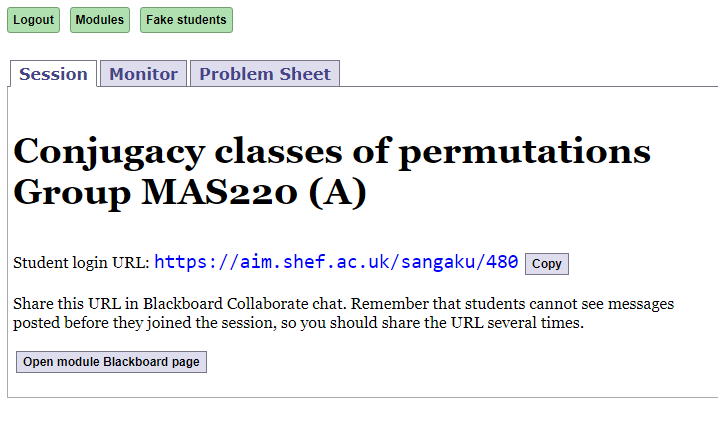 Logout Modules Fake students
Session Monitor Problem Sheet
Conjugacy classes of permutations
Group MAS220 (A)
Student login URL: https://aim.shef.ac.uk/sangaku/480 Copy
Share this URL in Blackboard Collaborate chat. Remember that students cannot see messages
posted before they joined the session, so you should share the URL several times.
Open module Blackboard page